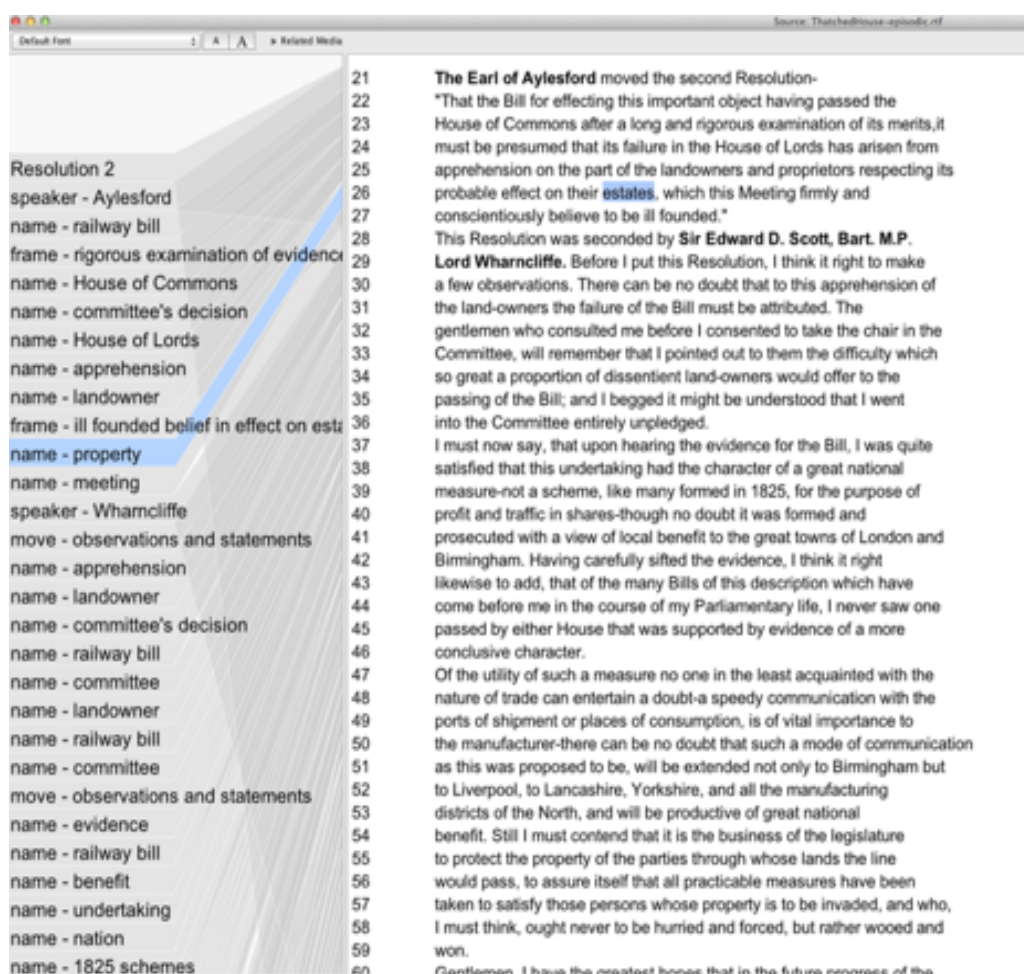 Source: ThatchedHouse-episodic.rtf
Default Font
A A
Related Media
Resolution 2
speaker - Aylesford
name - railway bill
frame - rigorous examination of evidence
name - House of Commons
name - committee's decision
name - House of Lords
name - apprehension
name - landowner
frame - ill founded belief in effect on esta
name - property
name - meeting
speaker - Wharncliffe
move - observations and statements
name - apprehension
name - landowner
name - committee's decision
name - railway bill
name - committee
name - landowner
name - railway bill
name - committee
move - observations and statements
name - evidence
name - railway bill
name - benefit
name - undertaking
name - nation
name - 1825 schemes
21 The Earl of Aylesford moved the second Resolution-
22 "That the Bill for effecting this important object having passed the
23 House of Commons after a long and rigorous examination of its merits,it
24 must be presumed that its failure in the House of Lords has arisen from
25 apprehension on the part of the landowners and proprietors respecting its
26 probable effect on their estates, which this Meeting firmly and
27 conscientiously believe to be ill founded."
28 This Resolution was seconded by Sir Edward D. Scott, Bart. M.P.
29 Lord Wharncliffe. Before I put this Resolution, I think it right to make
30 a few observations. There can be no doubt that to this apprehension of
31 the land-owners the failure of the Bill must be attributed. The
32 gentlemen who consulted me before I consented to take the chair in the
33 Committee, will remember that I pointed out to them the difficulty which
34 so great a proportion of dissentient land-owners would offer to the
35 passing of the Bill; and I begged it might be understood that I went
36 into the Committee entirely unpledged.
37 I must now say, that upon hearing the evidence for the Bill, I was quite
38 satisfied that this undertaking had the character of a great national
39 measure-not a scheme, like many formed in 1825, for the purpose of
40 profit and traffic in shares-though no doubt it was formed and
41 prosecuted with a view of local benefit to the great towns of London and
42 Birmingham. Having carefully sifted the evidence, I think it right
43 likewise to add, that of the many Bills of this description which have
44 come before me in the course of my Parliamentary life, I never saw one
45 passed by either House that was supported by evidence of a more
46 conclusive character.
47 Of the utility of such a measure no one in the least acquainted with the
48 nature of trade can entertain a doubt-a speedy communication with the
49 ports of shipment or places of consumption, is of vital importance to
50 the manufacturer-there can be no doubt that such a mode of communication
51 as this was proposed to be, will be extended not only to Birmingham but
52 to Liverpool, to Lancashire, Yorkshire, and all the manufacturing
53 districts of the North, and will be productive of great national
54 benefit. Still I must contend that it is the business of the legislature
55 to protect the property of the parties through whose lands the line
56 would pass, to assure itself that all practicable measures have been
57 taken to satisfy those persons whose property is to be invaded, and who,
58 I must think, ought never to be hurried and forced, but rather wooed and
59 won.
60 Gentlemen, I have the greatest hopes that in the future progress of the